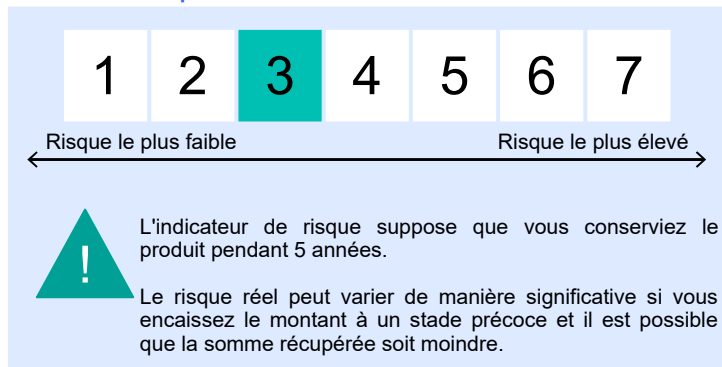 1 2 3 4 5 6 7
Risque le plus faible Risque le plus élevé
!
L'indicateur de risque suppose que vous conserviez le
produit pendant 5 années.
Le risque réel peut varier de manière significative si vous
encaissez le montant à un stade précoce et il est possible
que la somme récupérée soit moindre.